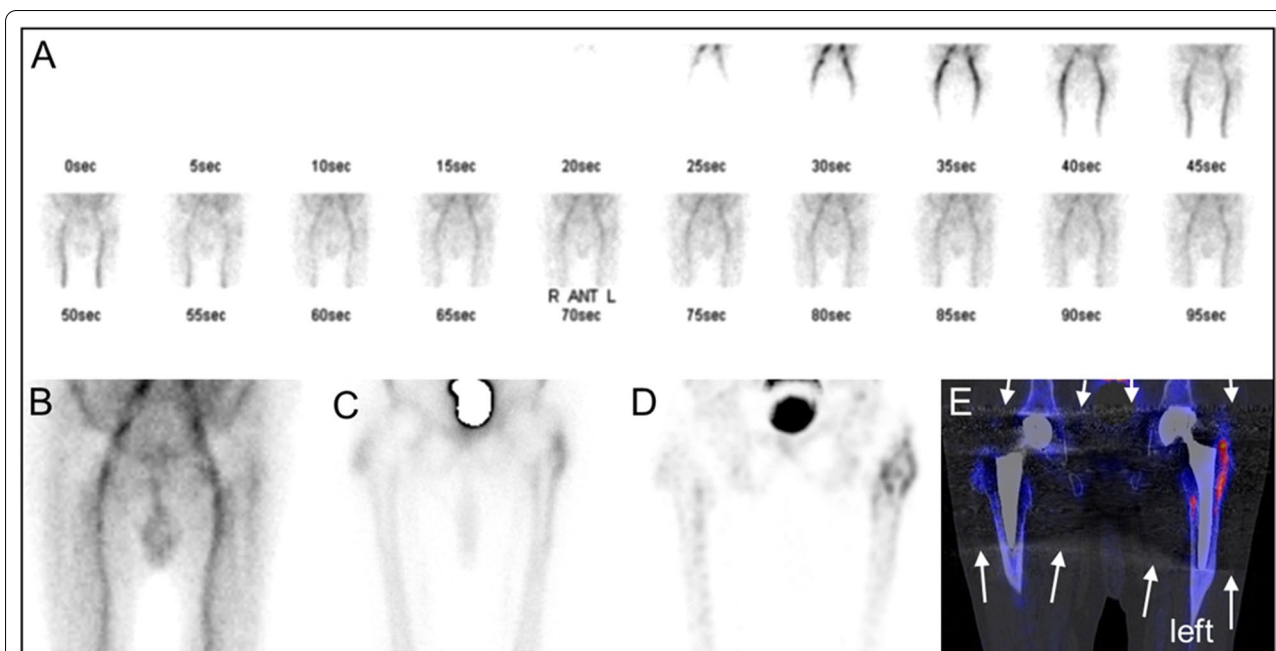 A
0sec 5sec 10sec 15sec 20sec 25sec 30sec 35sec 40sec 45sec
R ANT L
50sec 55sec 60sec 65sec 70sec 75sec 80sec 85sec 90sec 95sec
B C D E
left